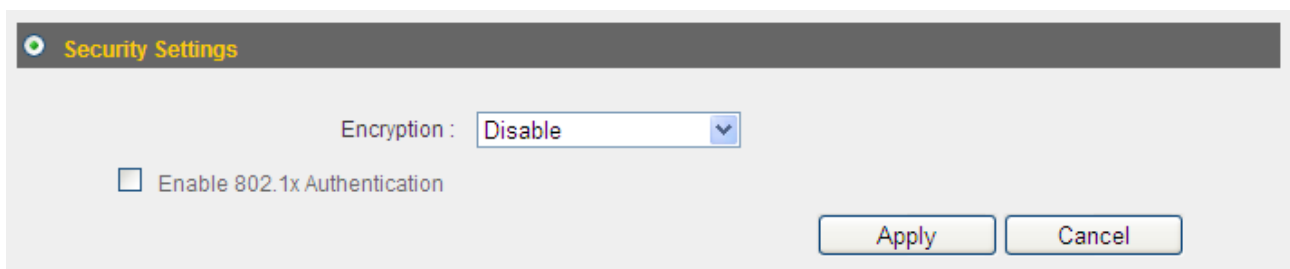 Security Settings
Encryption : Disable
Enable 802.1x Authentication
Apply Cancel